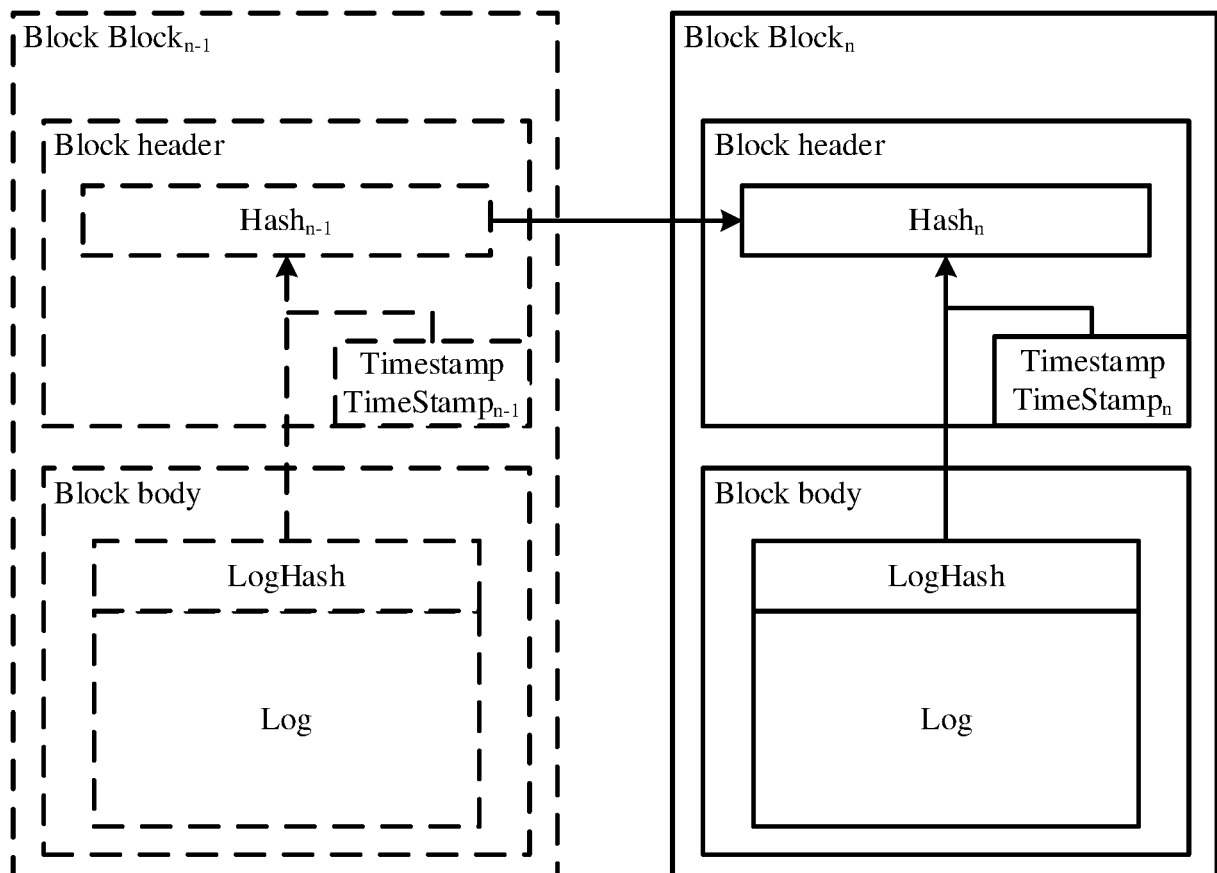 Block Blockn-1
Block header
Hashn-1
Timestamp
TimeStampn-1
Block body
LogHash
Log
Block Blockn
Block header
Hashn
Timestamp
TimeStampn
Block body
LogHash
Log